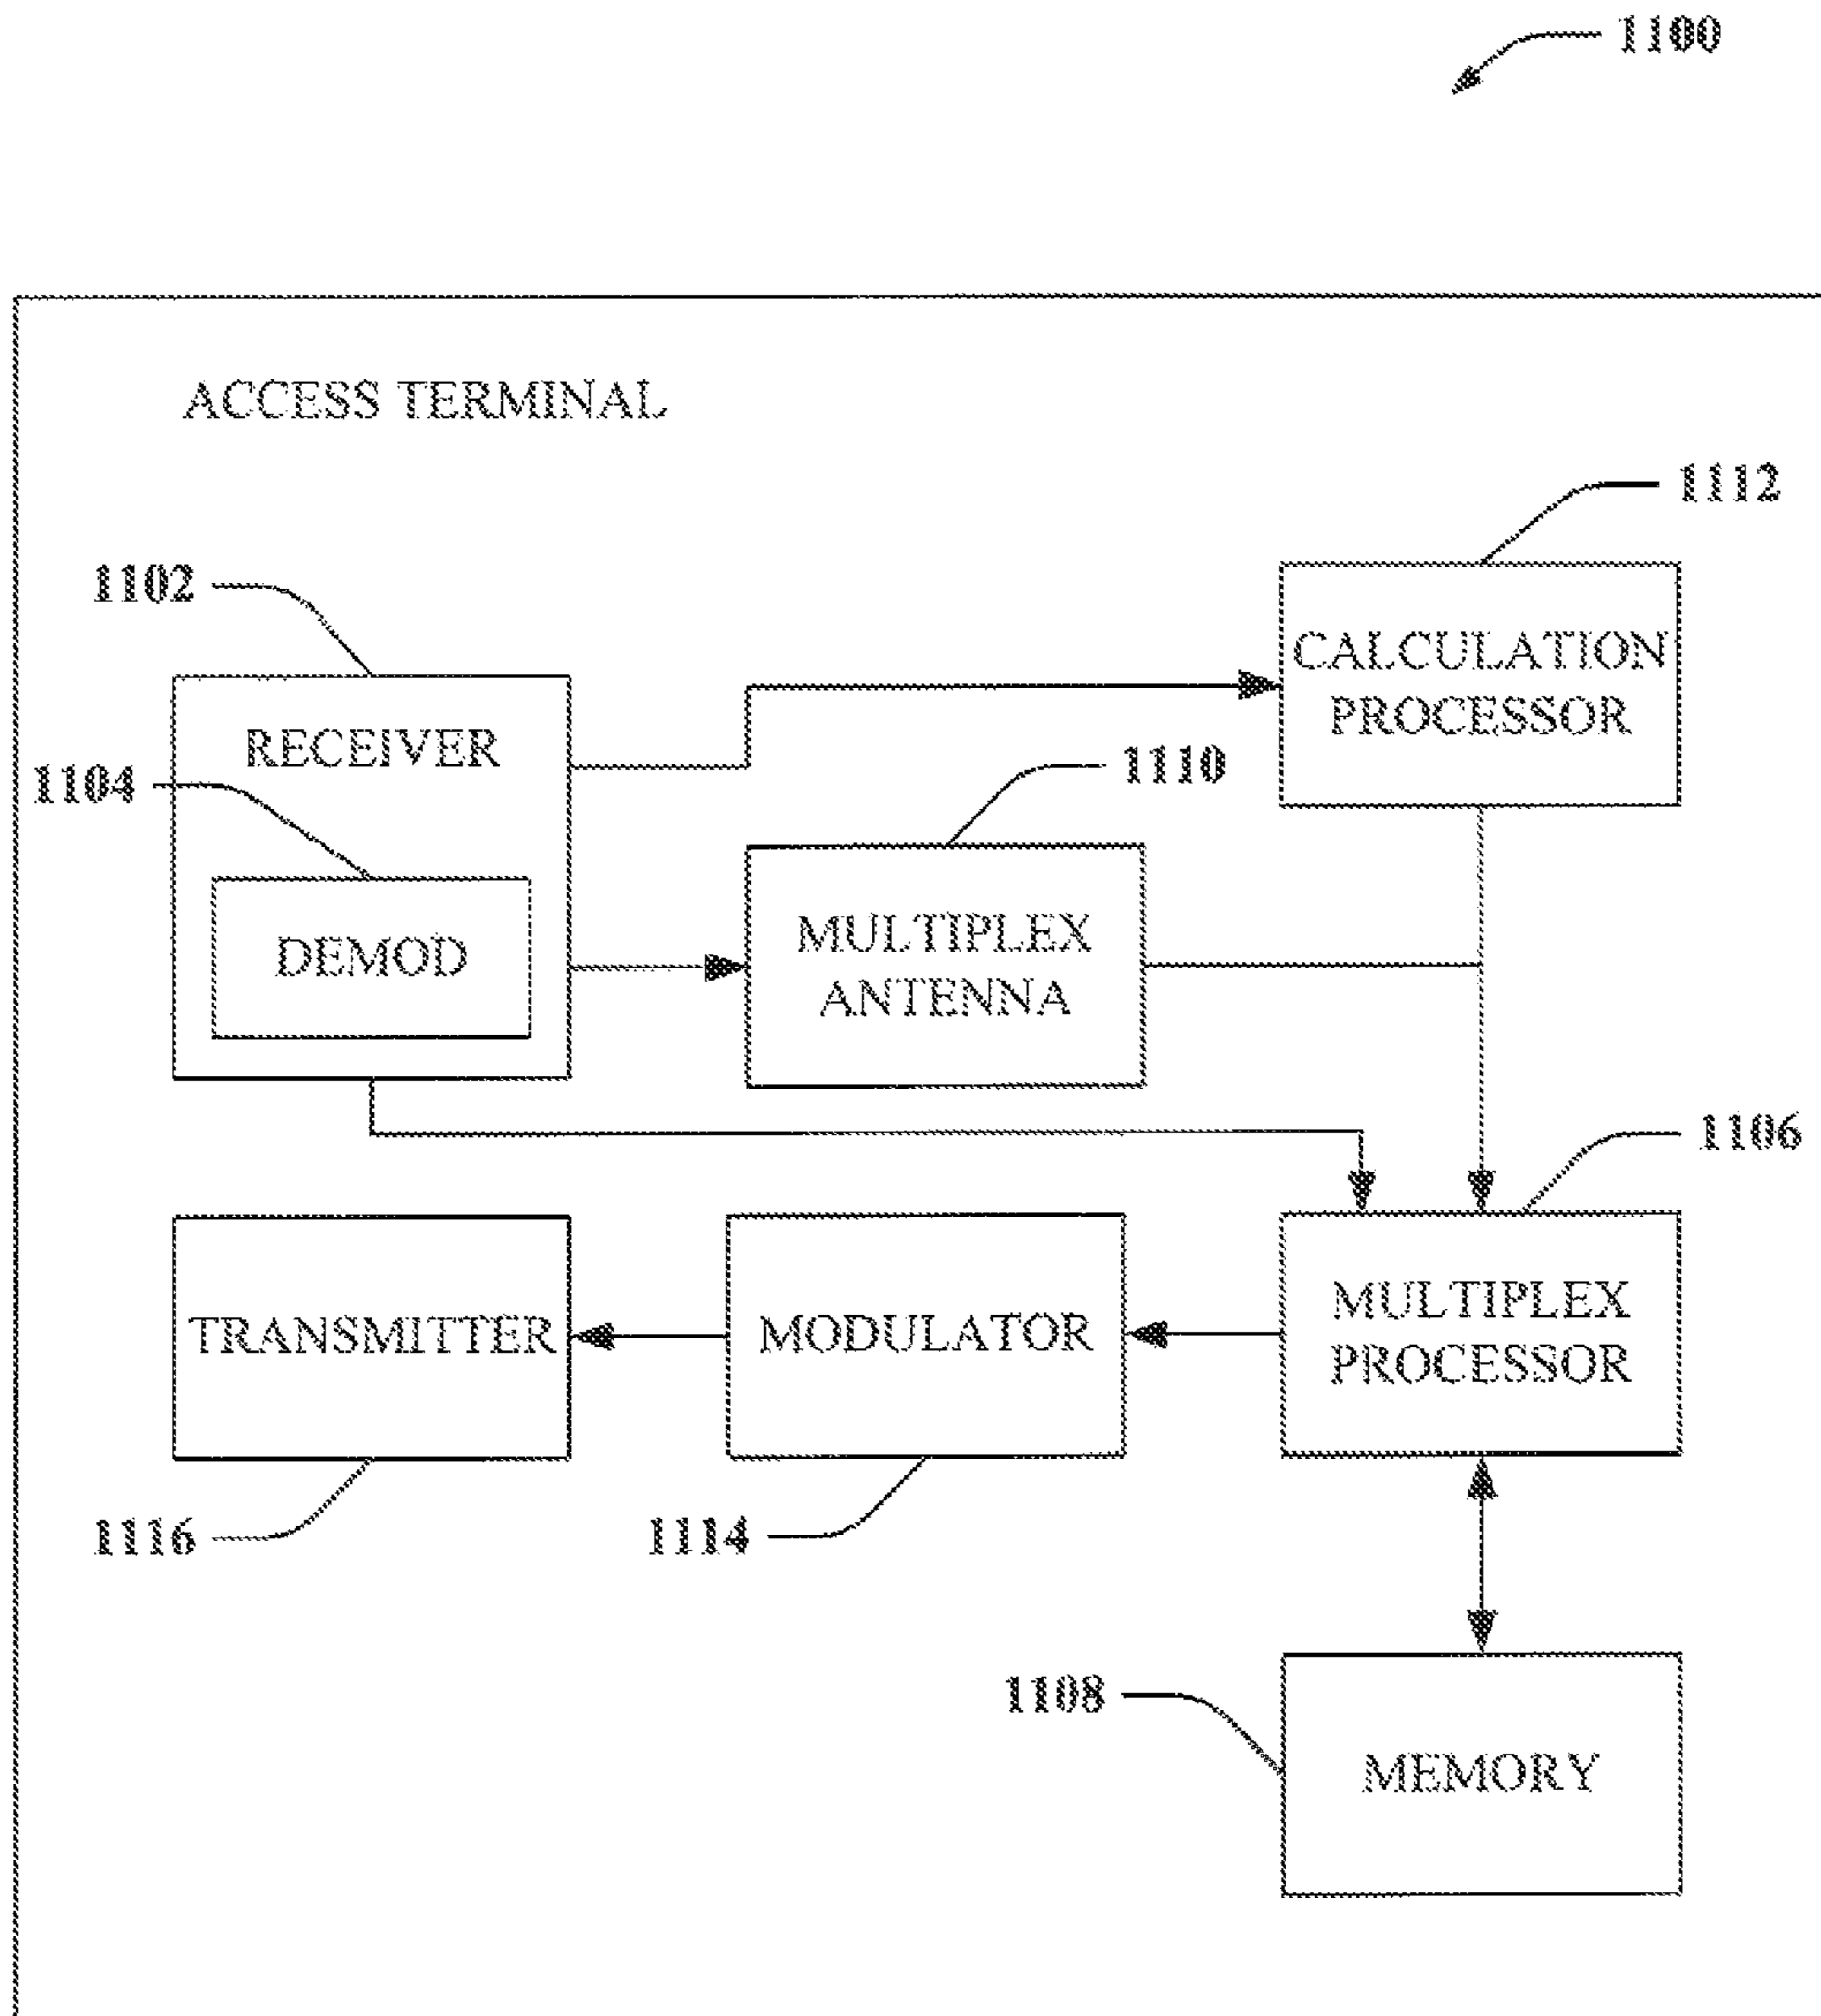 1100
ACCESS TERMINAL
1112
1102
CALCULATION
PROCESSOR
RECEIVER
1110
1104
MULTIPLEX
ANTENNA
DEMOD
1106
MULTIPLEX
PROCESSOR
TRANSMITTER
MODULATOR
1116
1114
1108
MEMORY